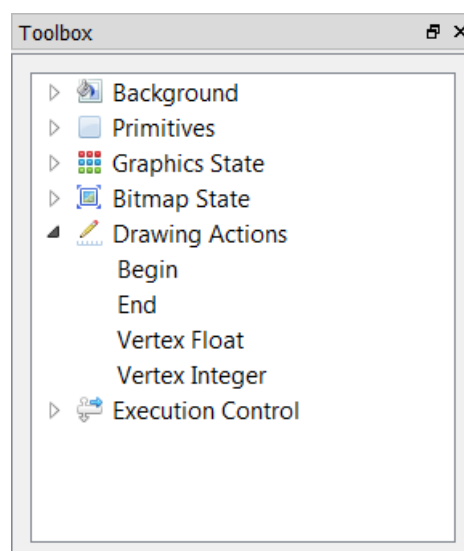 Toolbox
Background
Primitives
Graphics State
Bitmap State
Drawing Actions
Begin
End
Vertex Float
Vertex Integer
Execution Control